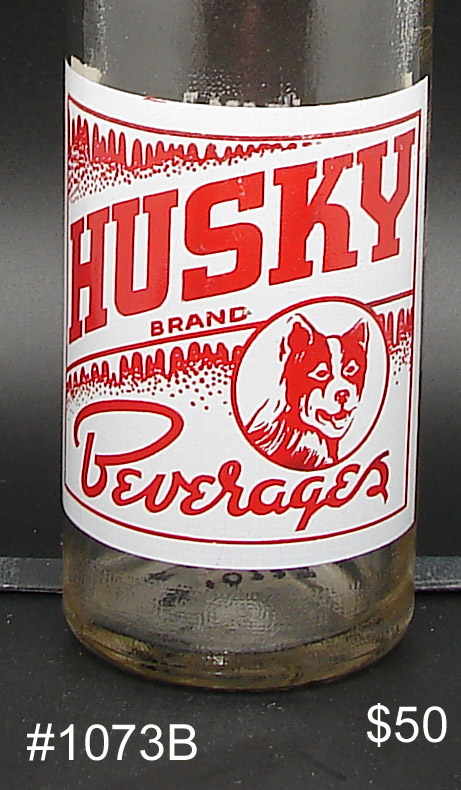 HUSKY
BRAND
Beverages
#1073B
$50